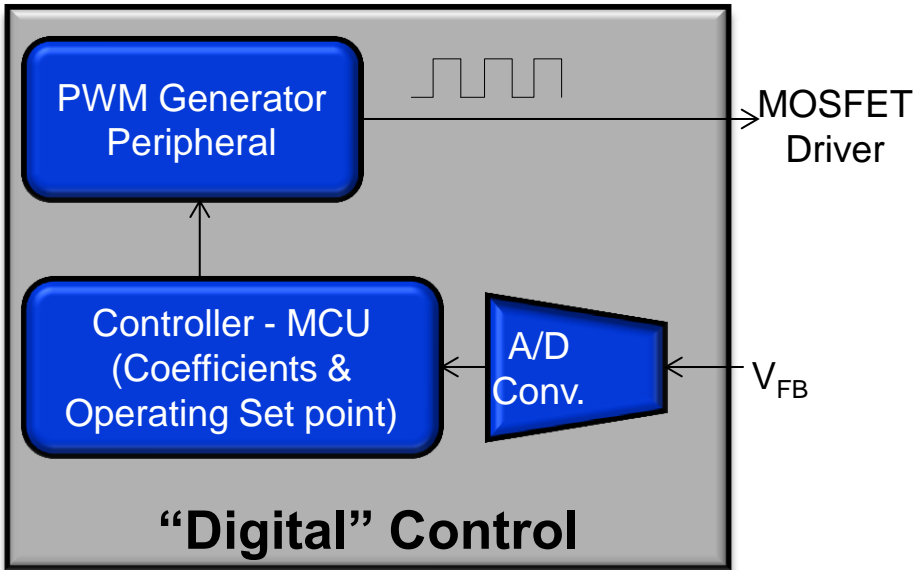 PWM Generator
Peripheral
MOSFET
Driver
Controller - MCU
(Coefficients &
Operating Set point)
A/D
Conv.
VFB
“Digital” Control